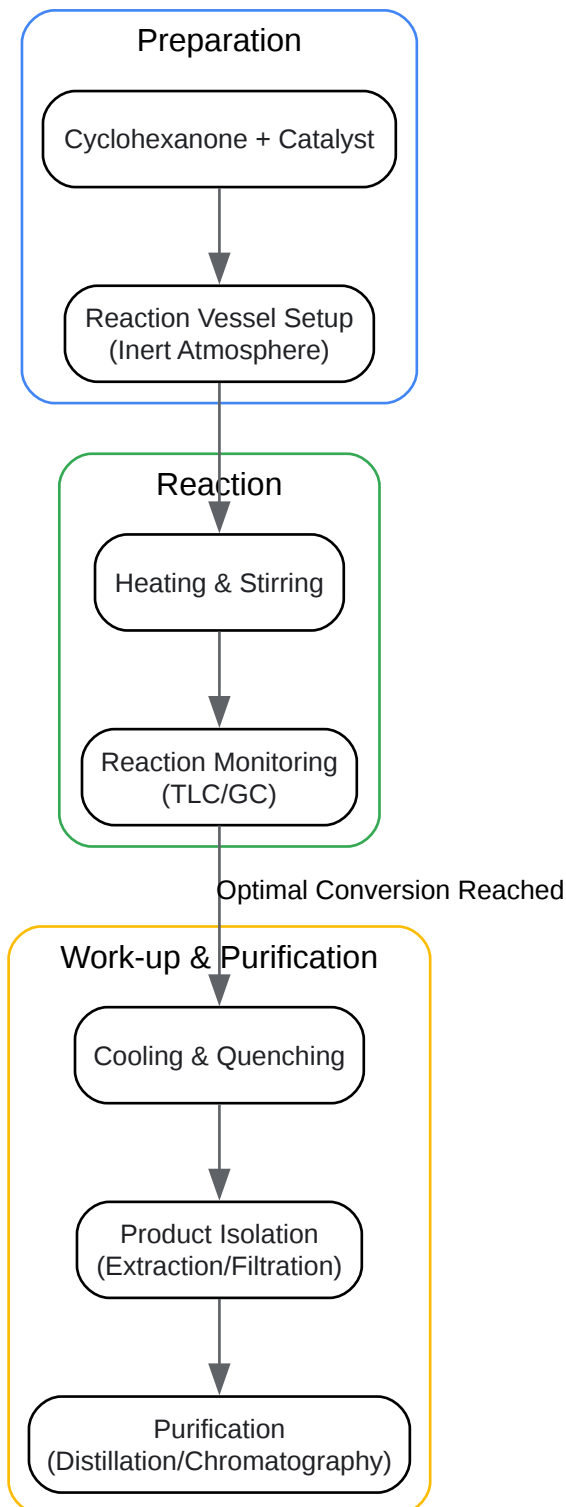 Preparation
Cyclohexanone + Catalyst
Reaction Vessel Setup
(Inert Atmosphere)
Reaction
Heating & Stirring
Reaction Monitoring
(TLC/GC)
Optimal Conversion Reached
Work-up & Purification
Cooling & Quenching
Product Isolation
(Extraction/Filtration)
Purification
(Distillation/Chromatography)